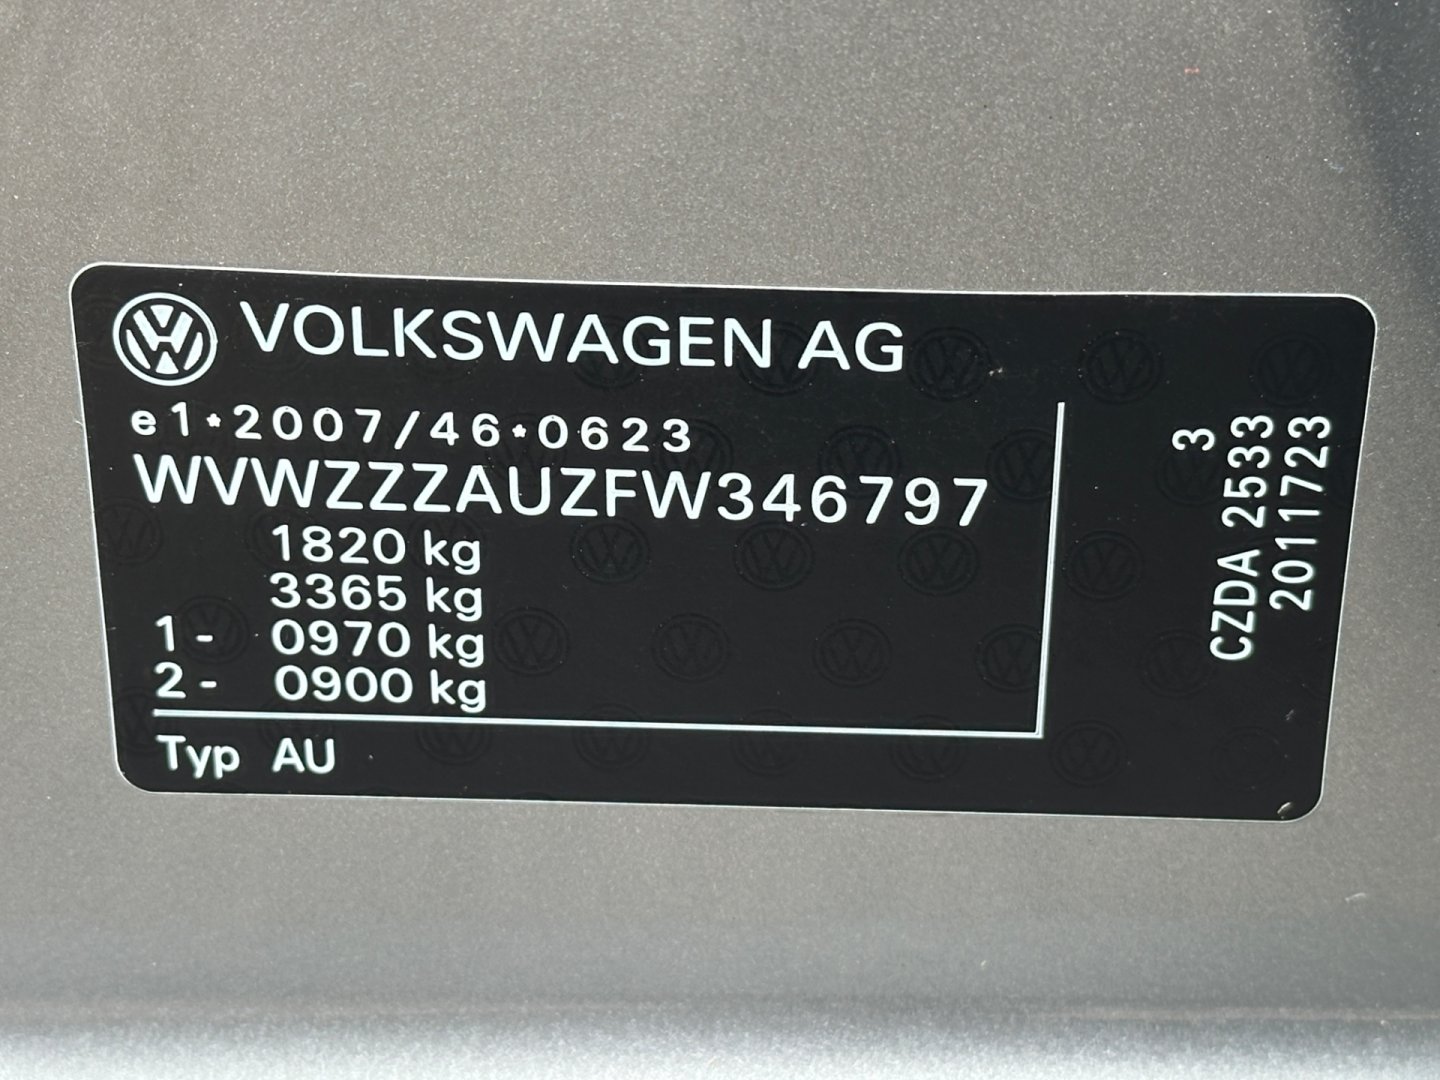 VOLKSWAGEN AG
e1*2007/46*0623
WVWZZZAUZFW346797
1820 kg
3365 kg
1- 0970 kg
2- 0900 kg
Typ AU
3
CZDA 2533
2011723